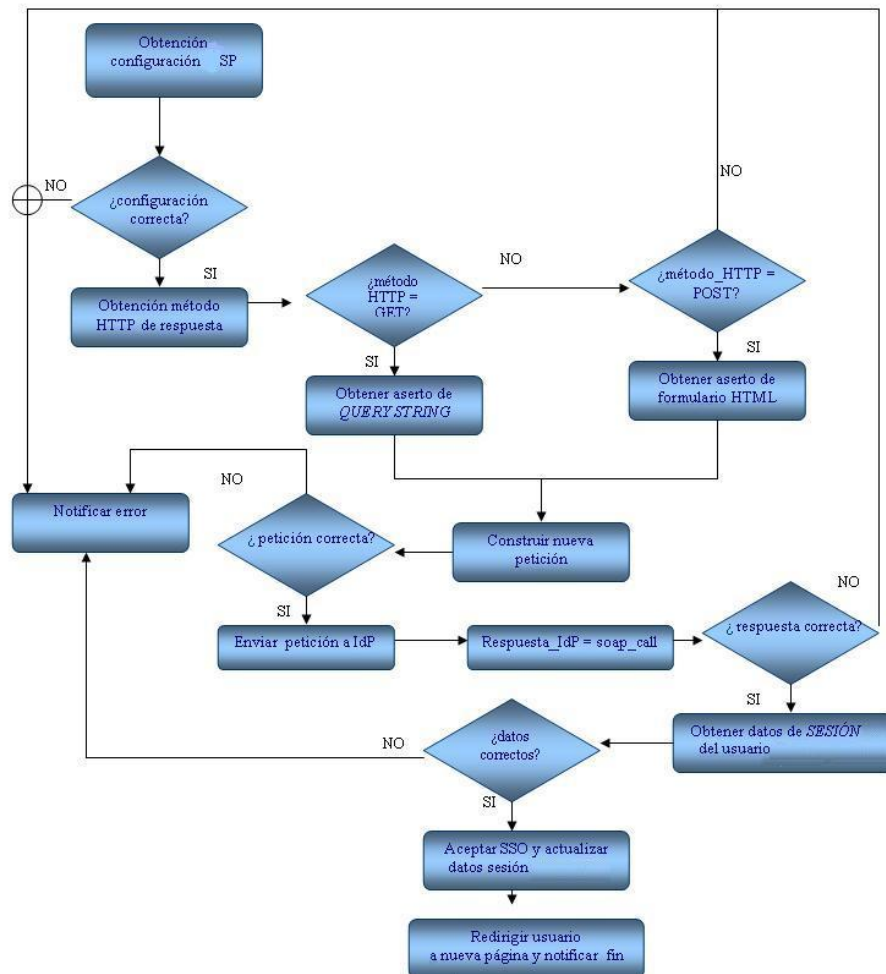 Obtención
configuración SP
NO
¿configuración
correcta?
NO
SI
Obtención método
HTTP de respuesta
¿método
HTTP =
GET?
NO
¿método_HTTP =
POST?
SI
SI
Obtener aserto de
QUERY STRING
Obtener aserto de
formulario HTML
NO
Notificar error
¿ petición correcta?
Construir nueva
petición
NO
SI
Enviar petición a IdP
Respuesta_IdP = soap_call
¿ respuesta correcta?
SI
NO
¿datos
correctos?
Obtener datos de SESIÓN
del usuario
SI
Aceptar SSO y actualizar
datos sesión
Redirigir usuario
a nueva página y notificar fin